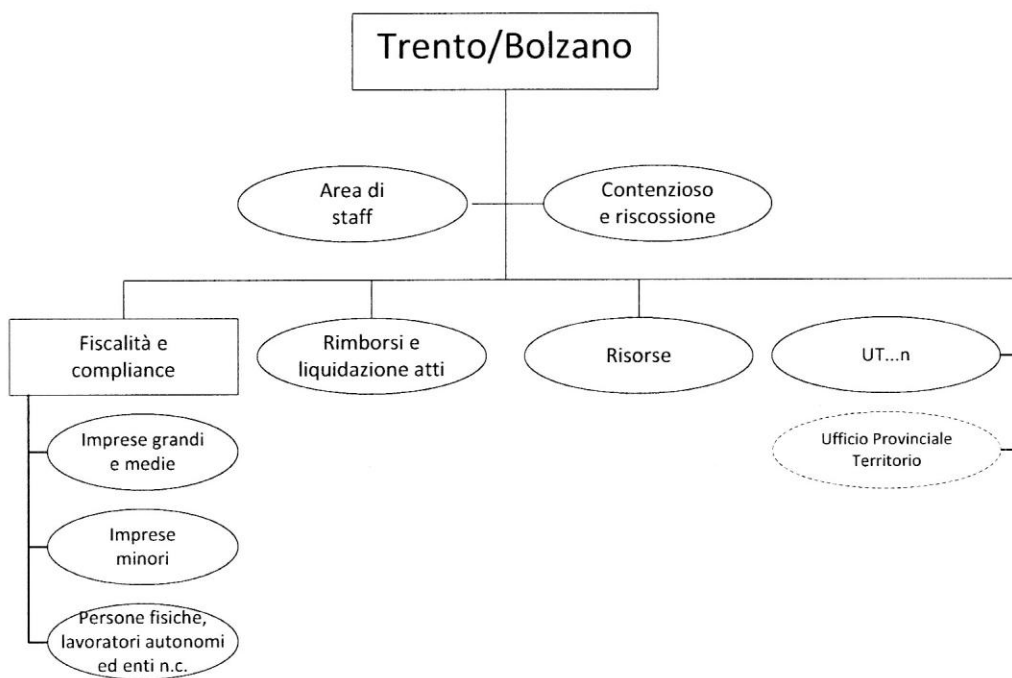 Trento/Bolzano
Area di
staff
Contenzioso
e riscossione
Fiscalità e
compliance
Rimborsi e
liquidazione atti
Risorse
UT...n
Imprese grandi
e medie
Ufficio Provinciale
Territorio
Imprese
minori
Persone fisiche,
lavoratori autonomi
ed enti n.c.